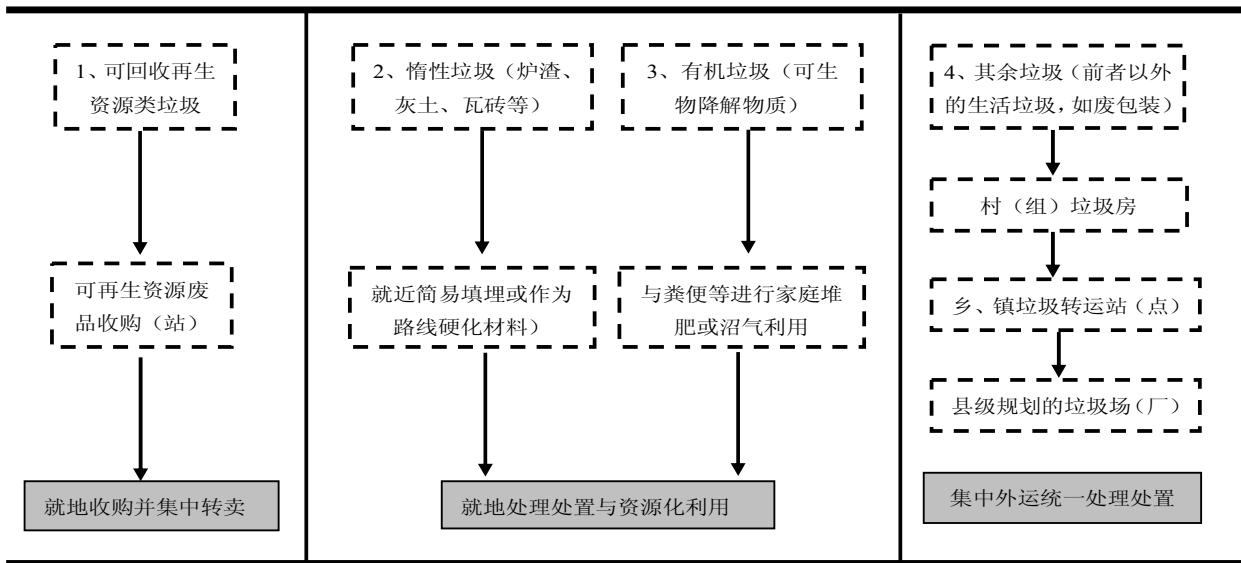 1、可回收再生
资源类垃圾
可再生资源废
品收购（站）
就地收购并集中转卖
2、惰性垃圾（炉渣、
灰土、瓦砖等）
就近简易填埋或作为
路线硬化材料）
3、有机垃圾（可生
物降解物质）
与粪便等进行家庭堆
肥或沼气利用
就地处理处置与资源化利用
4、其余垃圾（前者以外
的生活垃圾，如废包装）
村（组）垃圾房
乡、镇垃圾转运站（点）
县级规划的垃圾场（厂）
集中外运统一处理处置